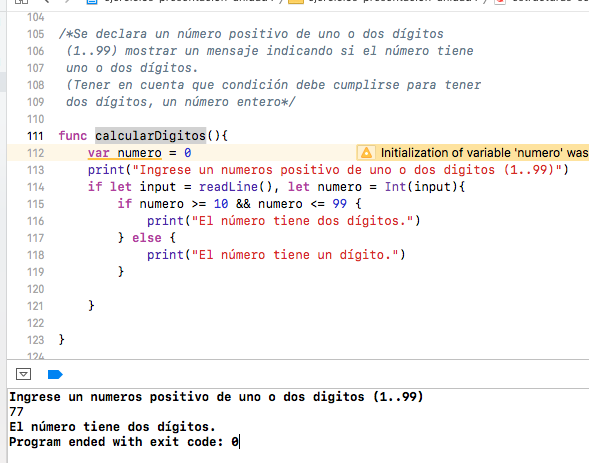 104
105 /*Se declara un número positivo de uno o dos dígitos
106 (1..99) mostrar un mensaje indicando si el número tiene
107 uno o dos dígitos.
108 (Tener en cuenta que condición debe cumplirse para tener
109 dos dígitos, un número entero*/
110
111 func calcularDigitos(){
112 var numero = 0 Initialization of variable 'numero' was
113 print("Ingrese un numeros positivo de uno o dos digitos (1..99)")
114 if let input = readLine(), let numero = Int(input){
115 if numero >= 10 && numero <= 99 {
116 print("El número tiene dos dígitos.")
117 } else {
118 print("El número tiene un dígito.")
119 }
120
121 }
122
123 }
124
Ingrese un numeros positivo de uno o dos digitos (1..99)
77
El número tiene dos dígitos.
Program ended with exit code: 0